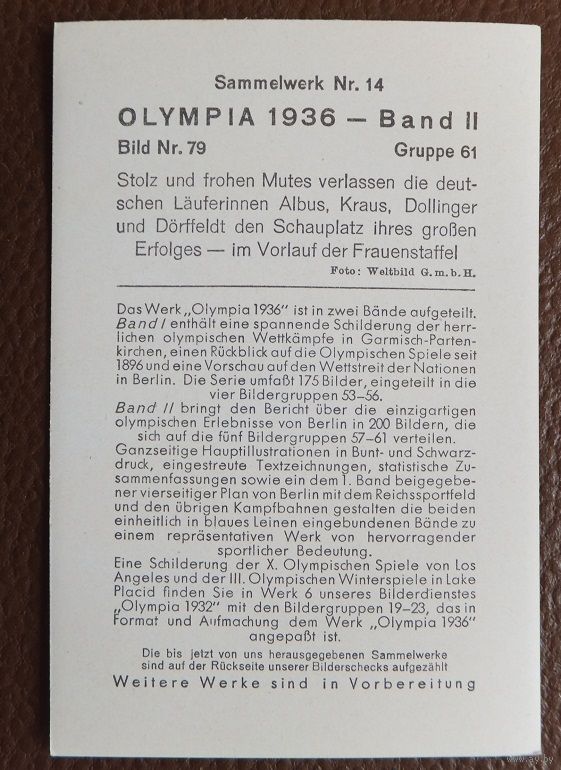 Sammelwerk Nr. 14
OLYMPIA 1936 — Band II
Bild Nr. 79 Gruppe 61
Stolz und frohen Mutes verlassen die deut-
schen Läuferinnen Albus, Kraus, Dollinger
und Dörffeldt den Schauplatz ihres großen
Erfolges — im Vorlauf der Frauenstaffel
Foto: Weltbild G.m.b.H.
Das Werk „Olympia 1936" ist in zwei Bände aufgeteilt.
Band I enthält eine spannende Schilderung der herr-
lichen olympischen Wettkämpfe in Garmisch-Parten-
kirchen, einen Rückblick auf die Olympischen Spiele seit
1896 und eine Vorschau auf den Wettstreit der Nationen
in Berlin. Die Serie umfaßt 175 Bilder, eingeteilt in die
vier Bildergruppen 53–56.
Band II bringt den Bericht über die einzigartigen
olympischen Erlebnisse von Berlin in 200 Bildern, die
sich auf die fünf Bildergruppen 57–61 verteilen.
Ganzseitige Hauptillustrationen in Bunt- und Schwarz-
druck, eingestreute Textzeichnungen, statistische Zu-
sammenfassungen sowie ein dem 1. Band beigegebe-
ner vierseitiger Plan von Berlin mit dem Reichssportfeld
und den übrigen Kampfbahnen gestalten die beiden
einheitlich in blaues Leinen eingebundenen Bände zu
einem repräsentativen Werk von hervorragender
sportlicher Bedeutung.
Eine Schilderung der X. Olympischen Spiele von Los
Angeles und der III. Olympischen Winterspiele in Lake
Placid finden Sie in Werk 6 unseres Bilderdienstes
„Olympia 1932" mit den Bildergruppen 19–23, das in
Format und Aufmachung dem Werk „Olympia 1936"
angepaßt ist.
Die bis jetzt von uns herausgegebenen Sammelwerke
sind auf der Rückseite unserer Bilderschecks aufgezählt
Weitere Werke sind in Vorbereitung
www.ay.by